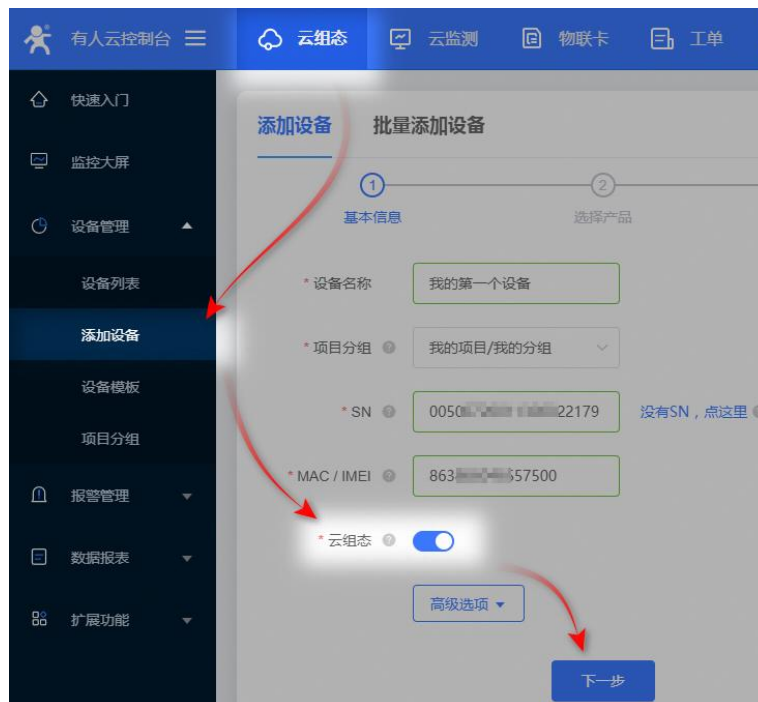 有人云控制台
云组态
云监测
物联卡
工单
快速入门
监控大屏
设备管理
设备列表
添加设备
设备模板
项目分组
报警管理
数据报表
扩展功能
添加设备 批量添加设备
1 2
基本信息 选择产品
* 设备名称 我的第一个设备
* 项目分组 我的项目/我的分组
* SN 0050 22179 没有SN，点这里
* MAC / IMEI 863 557500
* 云组态
高级选项
下一步